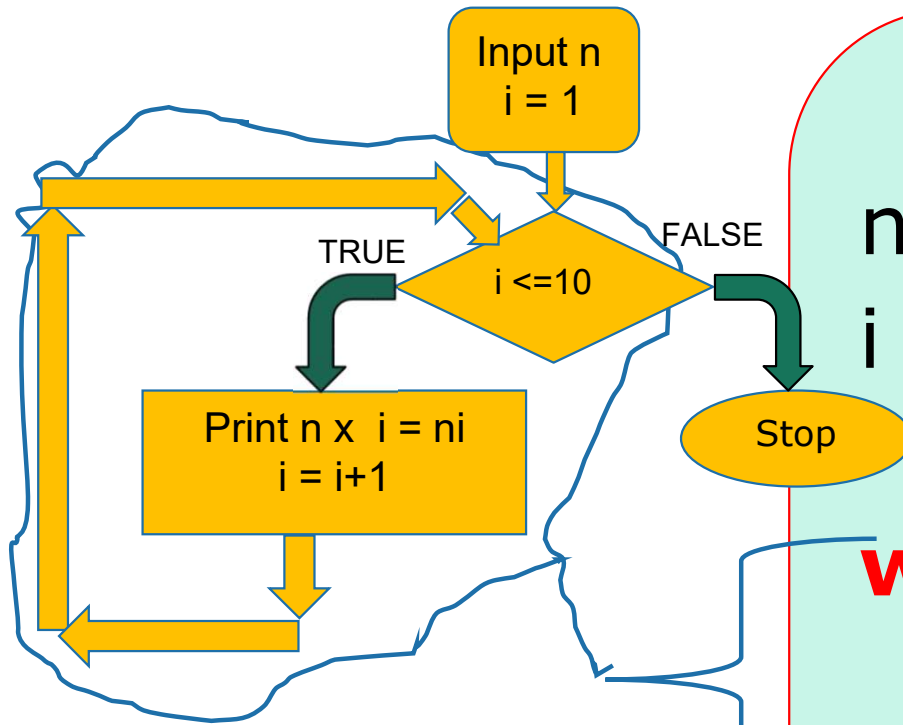 Input n
i = 1
TRUE
FALSE
i <=10
Print n x i = ni
i = i+1
Stop
n
i
w